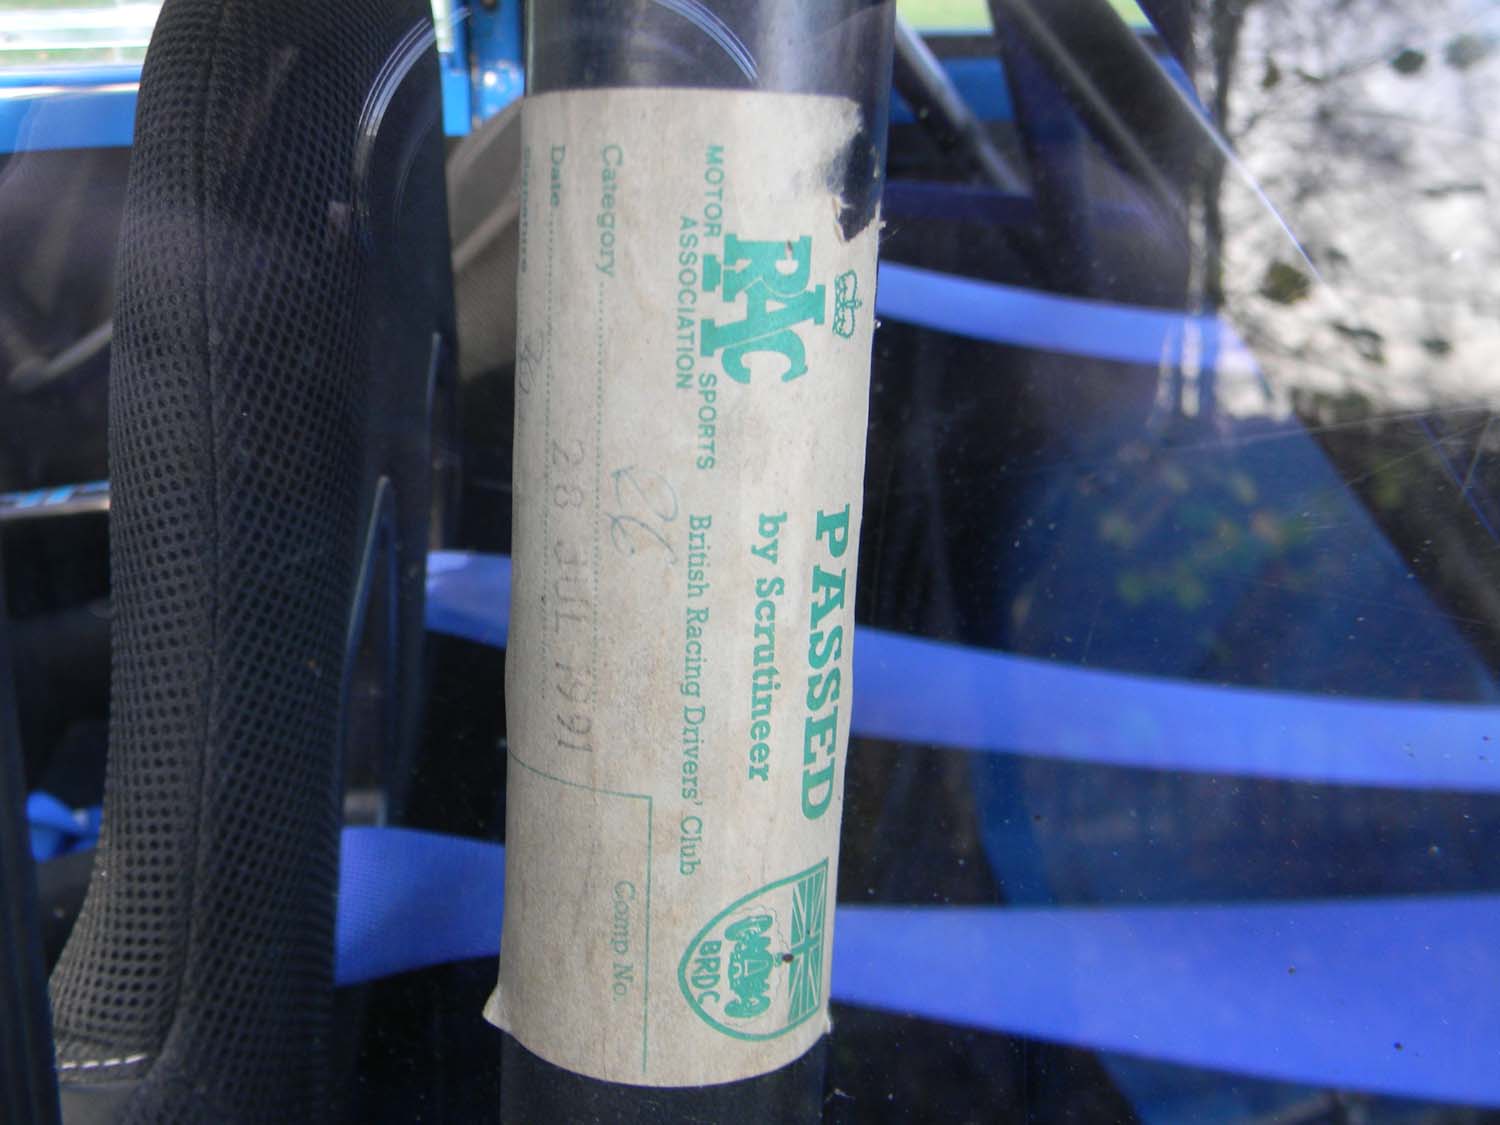 RAC
MOTOR SPORTS
ASSOCIATION
PASSED
by Scrutineer
British Racing Drivers' Club
BRDC
Category
Date 28 JUL 1991
Signature
Comp No.